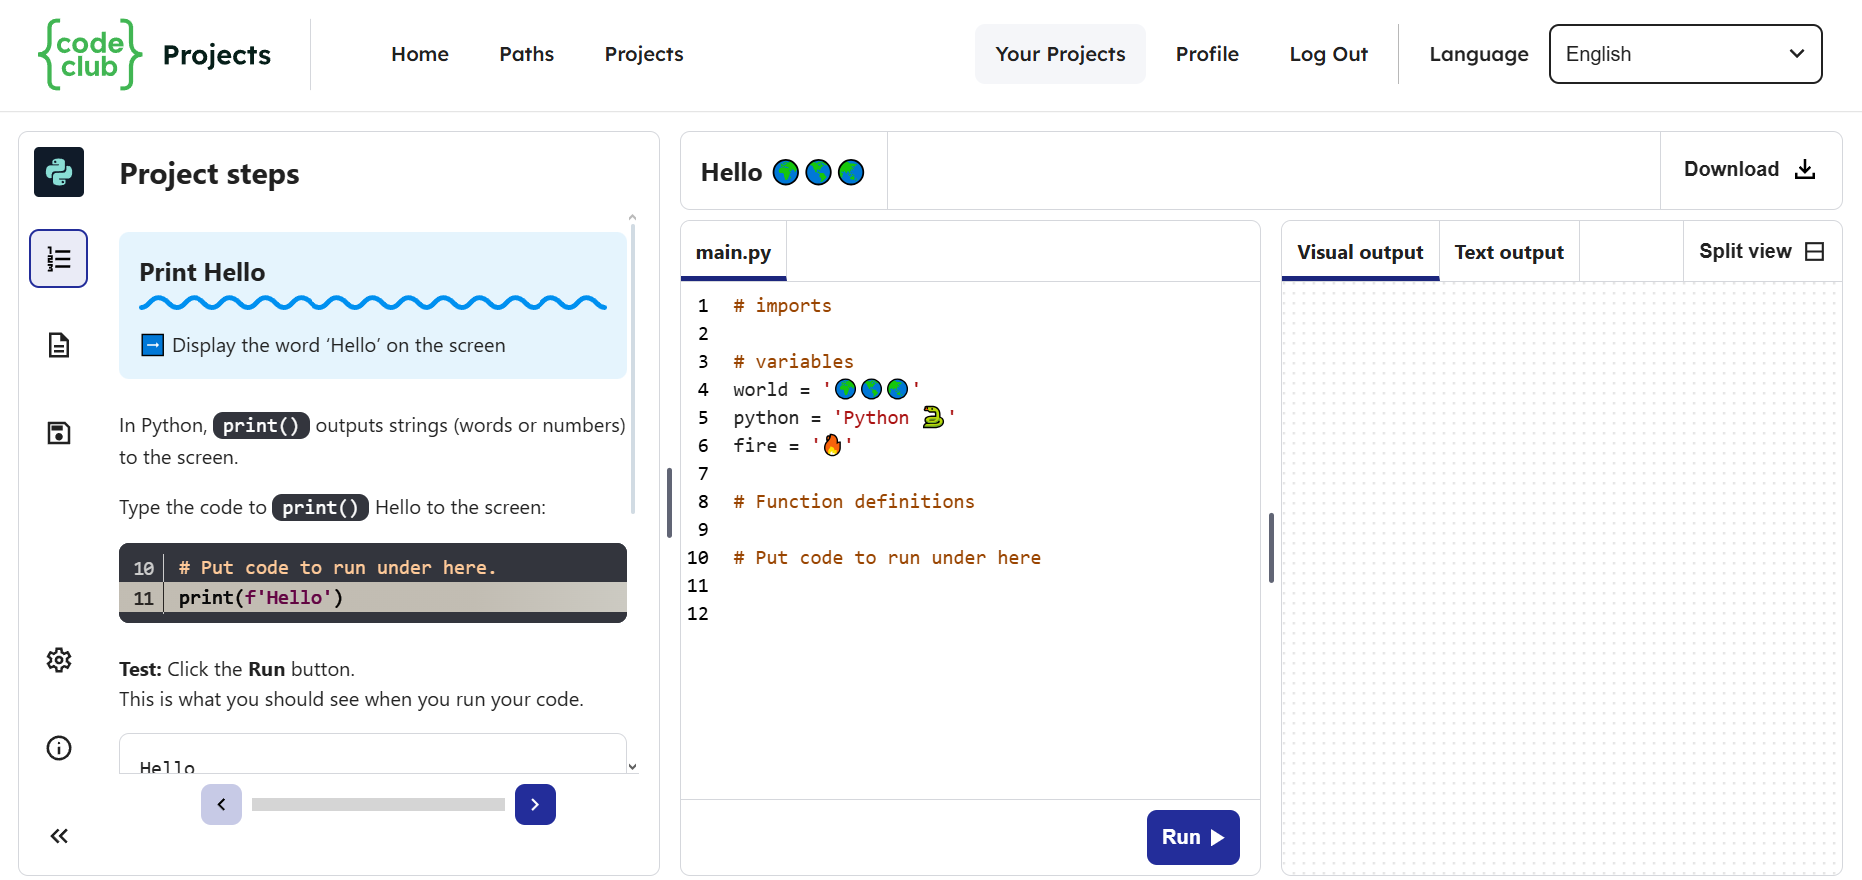 {code club} Projects
Home Paths Projects Your Projects Profile Log Out Language English
Project steps
Print Hello
➡️ Display the word ‘Hello’ on the screen
In Python, print() outputs strings (words or numbers)
to the screen.
Type the code to print() Hello to the screen:
10 # Put code to run under here.
11 print(f'Hello')
Test: Click the Run button.
This is what you should see when you run your code.
Hello
Hello 🌍🌎🌏
Download
main.py
1 # imports
2
3 # variables
4 world = '🌍🌎🌏'
5 python = 'Python 🐍'
6 fire = '🔥'
7
8 # Function definitions
9
10 # Put code to run under here
11
12
Run
Visual output Text output Split view